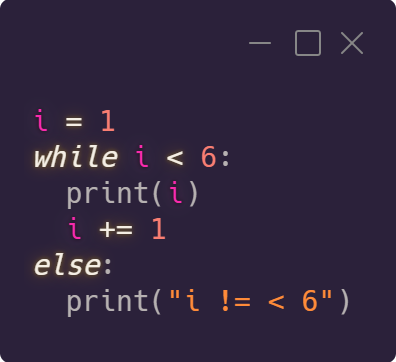 i = 1
while i < 6:
  print(i)
  i += 1
else:
  print("i != < 6")